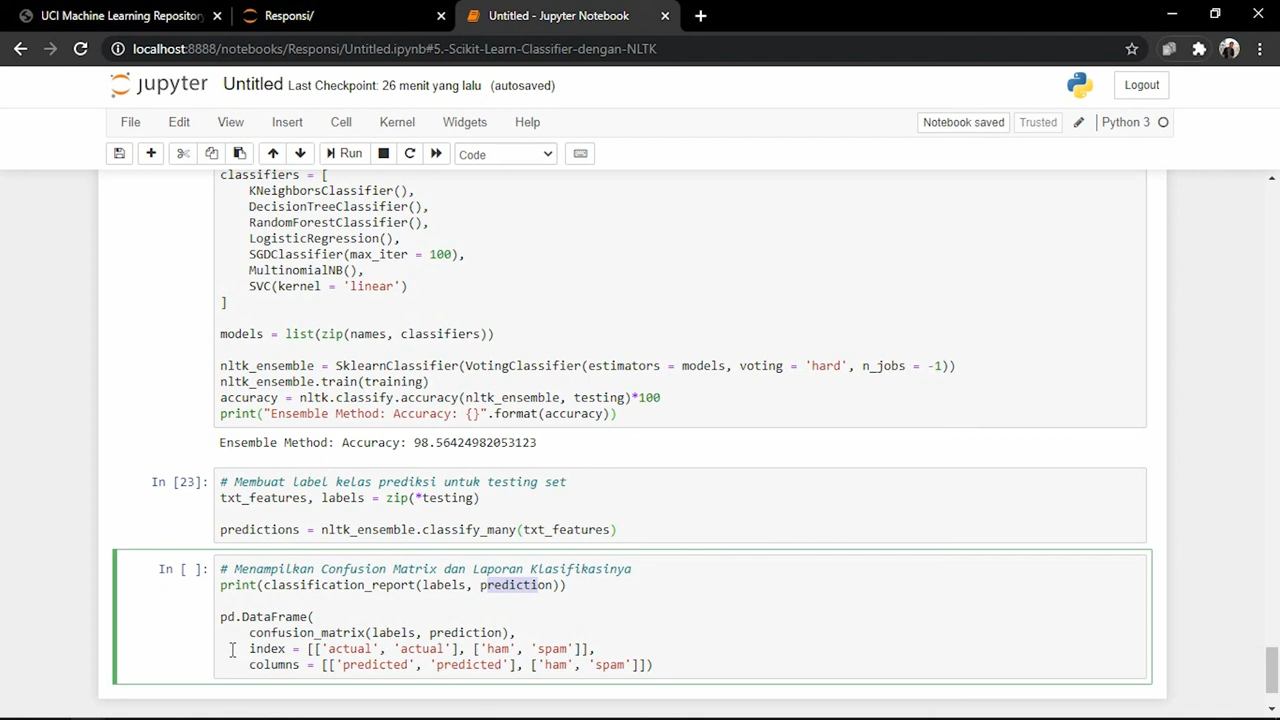 UCI Machine Learning Repository
Responsi/
Untitled - Jupyter Notebook
localhost:8888/notebooks/Responsi/Untitled.ipynb#5.-Scikit-Learn-Classifier-dengan-NLTK
jupyter Untitled Last Checkpoint: 26 menit yang lalu (autosaved)
Logout
File Edit View Insert Cell Kernel Widgets Help
Notebook saved Trusted Python 3
Run Code
classifiers = [
KNeighborsClassifier(),
DecisionTreeClassifier(),
RandomForestClassifier(),
LogisticRegression(),
SGDClassifier(max_iter = 100),
MultinomialNB(),
SVC(kernel = 'linear')
]
models = list(zip(names, classifiers))
nltk_ensemble = SklearnClassifier(VotingClassifier(estimators = models, voting = 'hard', n_jobs = -1))
nltk_ensemble.train(training)
accuracy = nltk.classify.accuracy(nltk_ensemble, testing)*100
print("Ensemble Method: Accuracy: {}".format(accuracy))
Ensemble Method: Accuracy: 98.56424982053123
In [23]:
# Membuat label kelas prediksi untuk testing set
txt_features, labels = zip(*testing)
predictions = nltk_ensemble.classify_many(txt_features)
In [ ]:
# Menampilkan Confusion Matrix dan Laporan Klasifikasinya
print(classification_report(labels, prediction))
pd.DataFrame(
confusion_matrix(labels, prediction),
index = [['actual', 'actual'], ['ham', 'spam']],
columns = [['predicted', 'predicted'], ['ham', 'spam']])